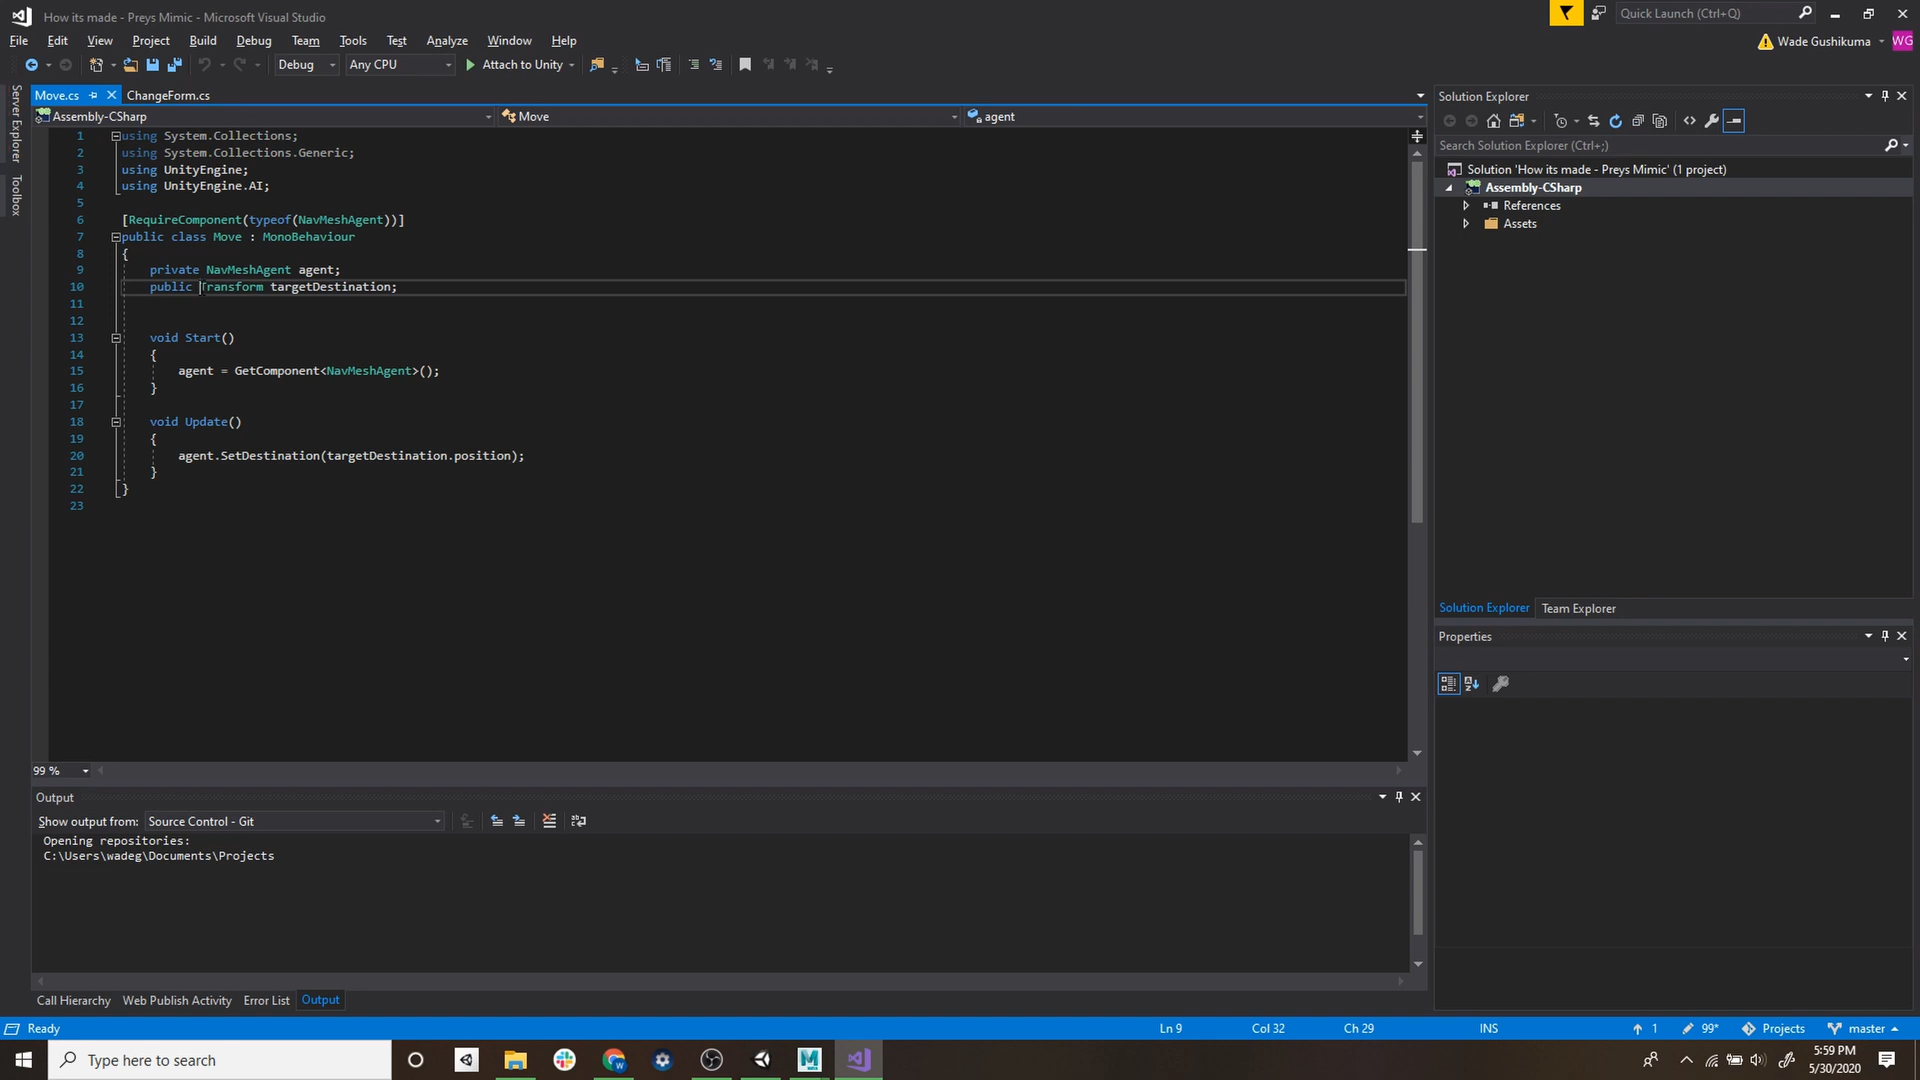 How its made - Preys Mimic - Microsoft Visual Studio
Quick Launch (Ctrl+Q)
File Edit View Project Build Debug Team Tools Test Analyze Window Help
Wade Gushikuma WG
Debug Any CPU Attach to Unity
Server Explorer
Toolbox
Move.cs ChangeForm.cs
Assembly-CSharp Move agent
1 using System.Collections;
2 using System.Collections.Generic;
3 using UnityEngine;
4 using UnityEngine.AI;
5
6 [RequireComponent(typeof(NavMeshAgent))]
7 public class Move : MonoBehaviour
8 {
9 private NavMeshAgent agent;
10 public Transform targetDestination;
11
12
13 void Start()
14 {
15 agent = GetComponent<NavMeshAgent>();
16 }
17
18 void Update()
19 {
20 agent.SetDestination(targetDestination.position);
21 }
22 }
23
99 %
Output
Show output from: Source Control - Git
Opening repositories:
C:\Users\wadeg\Documents\Projects
Call Hierarchy Web Publish Activity Error List Output
Solution Explorer
Search Solution Explorer (Ctrl+;)
Solution 'How its made - Preys Mimic' (1 project)
Assembly-CSharp
References
Assets
Solution Explorer Team Explorer
Properties
Ready Ln 9 Col 32 Ch 29 INS 1 99* Projects master
Type here to search
5:59 PM
5/30/2020